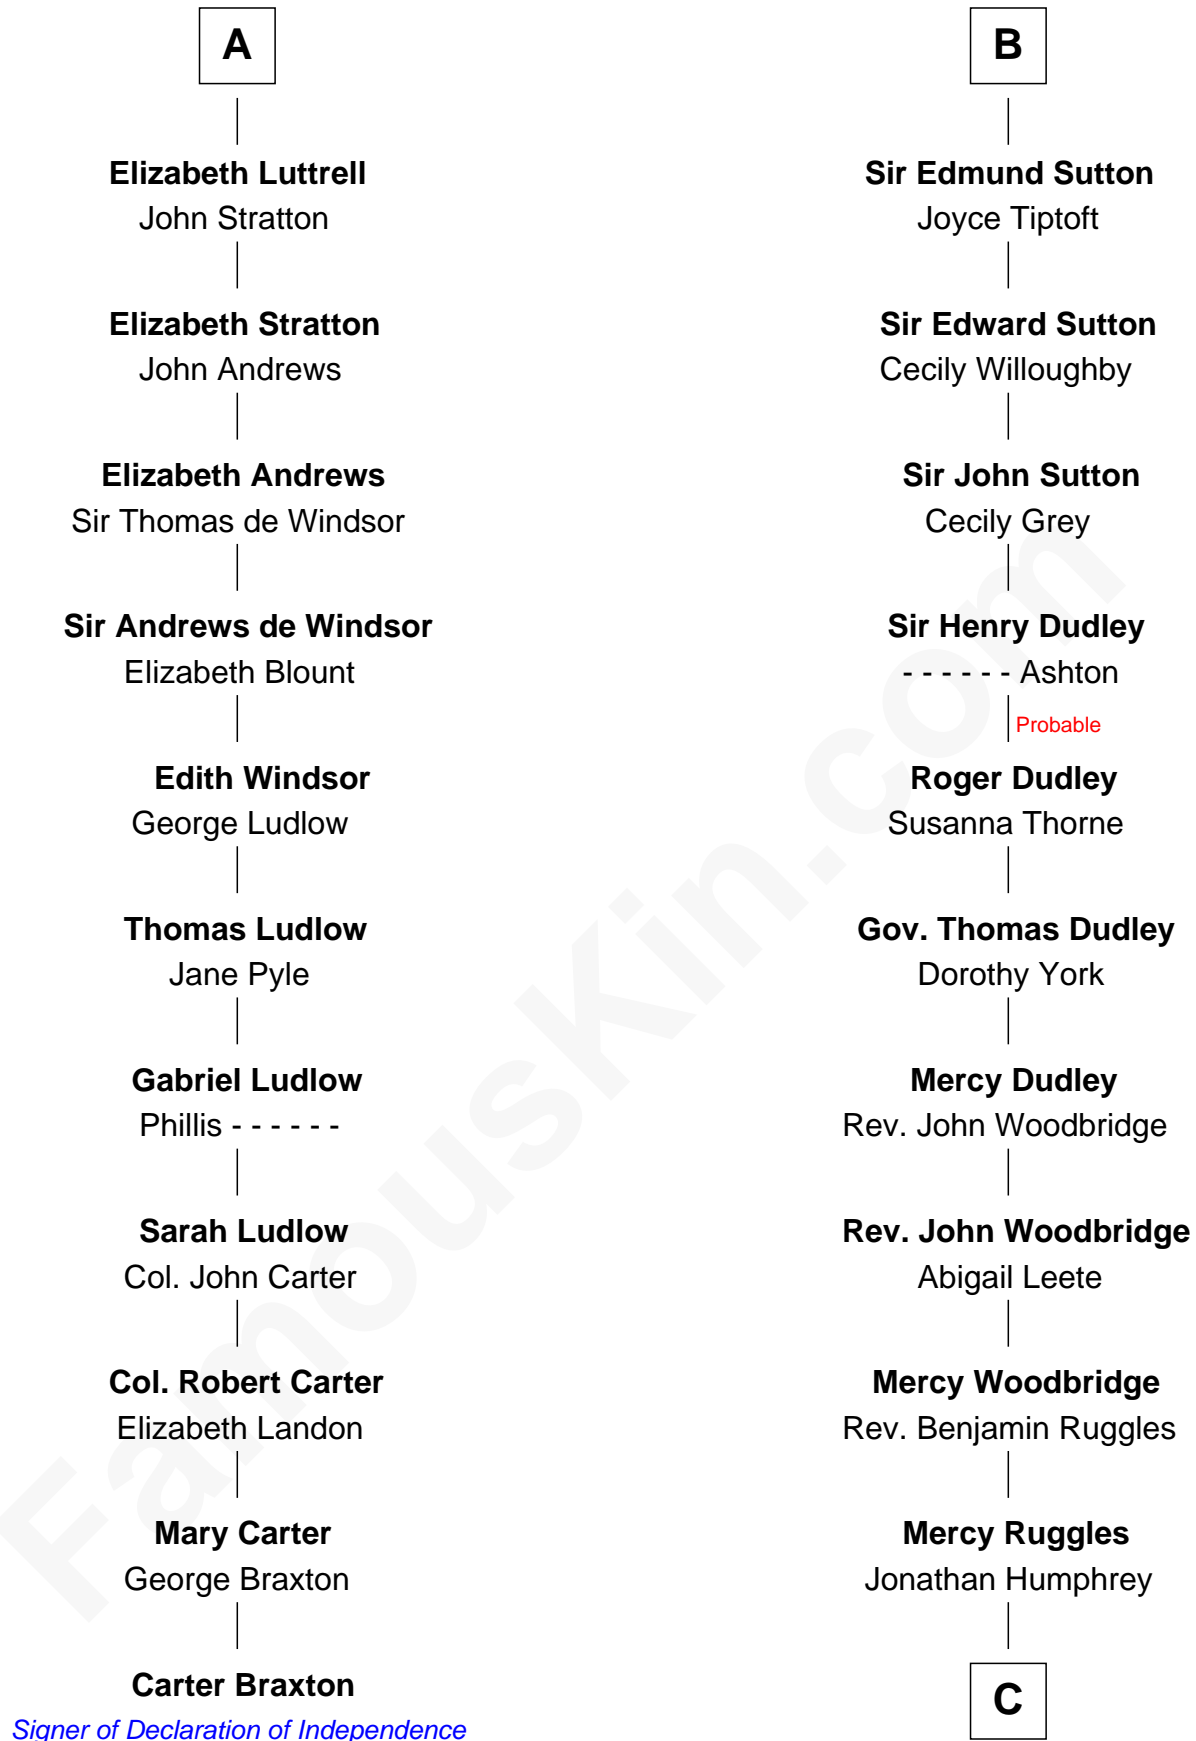 A
Elizabeth Luttrell
John Stratton
Elizabeth Stratton
John Andrews
Elizabeth Andrews
Sir Thomas de Windsor
Sir Andrews de Windsor
Elizabeth Blount
Edith Windsor
George Ludlow
Thomas Ludlow
Jane Pyle
Gabriel Ludlow
Phillis - - - - - -
Sarah Ludlow
Col. John Carter
Col. Robert Carter
Elizabeth Landon
Mary Carter
George Braxton
Carter Braxton
Signer of Declaration of Independence
B
Sir Edmund Sutton
Joyce Tiptoft
Sir Edward Sutton
Cecily Willoughby
Sir John Sutton
Cecily Grey
Sir Henry Dudley
- - - - - - Ashton
Probable
Roger Dudley
Susanna Thorne
Gov. Thomas Dudley
Dorothy York
Mercy Dudley
Rev. John Woodbridge
Rev. John Woodbridge
Abigail Leete
Mercy Woodbridge
Rev. Benjamin Ruggles
Mercy Ruggles
Jonathan Humphrey
C
FamousKin.com